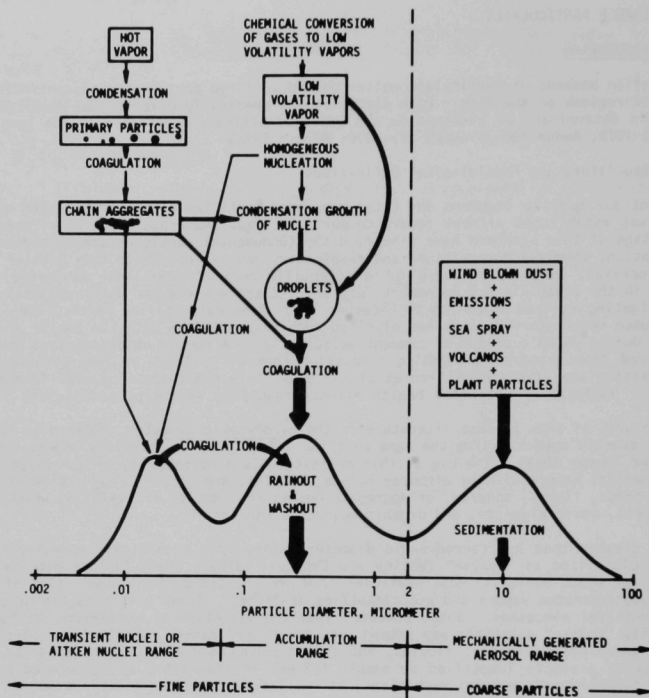 HOT
VAPOR
CONDENSATION
PRIMARY PARTICLES
COAGULATION
CHAIN AGGREGATES
CHEMICAL CONVERSION
OF GASES TO LOW
VOLATILITY VAPORS
LOW
VOLATILITY
VAPOR
HOMOGENEOUS
NUCLEATION
CONDENSATION GROWTH
OF NUCLEI
DROPLETS
COAGULATION
COAGULATION
COAGULATION
RAINOUT
&
WASHOUT
WIND BLOWN DUST
+
EMISSIONS
+
SEA SPRAY
+
VOLCANOS
+
PLANT PARTICLES
SEDIMENTATION
.002 .01 .1 1 2 10 100
PARTICLE DIAMETER, MICROMETER
TRANSIENT NUCLEI OR
AITKEN NUCLEI RANGE
ACCUMULATION
RANGE
MECHANICALLY GENERATED
AEROSOL RANGE
FINE PARTICLES
COARSE PARTICLES